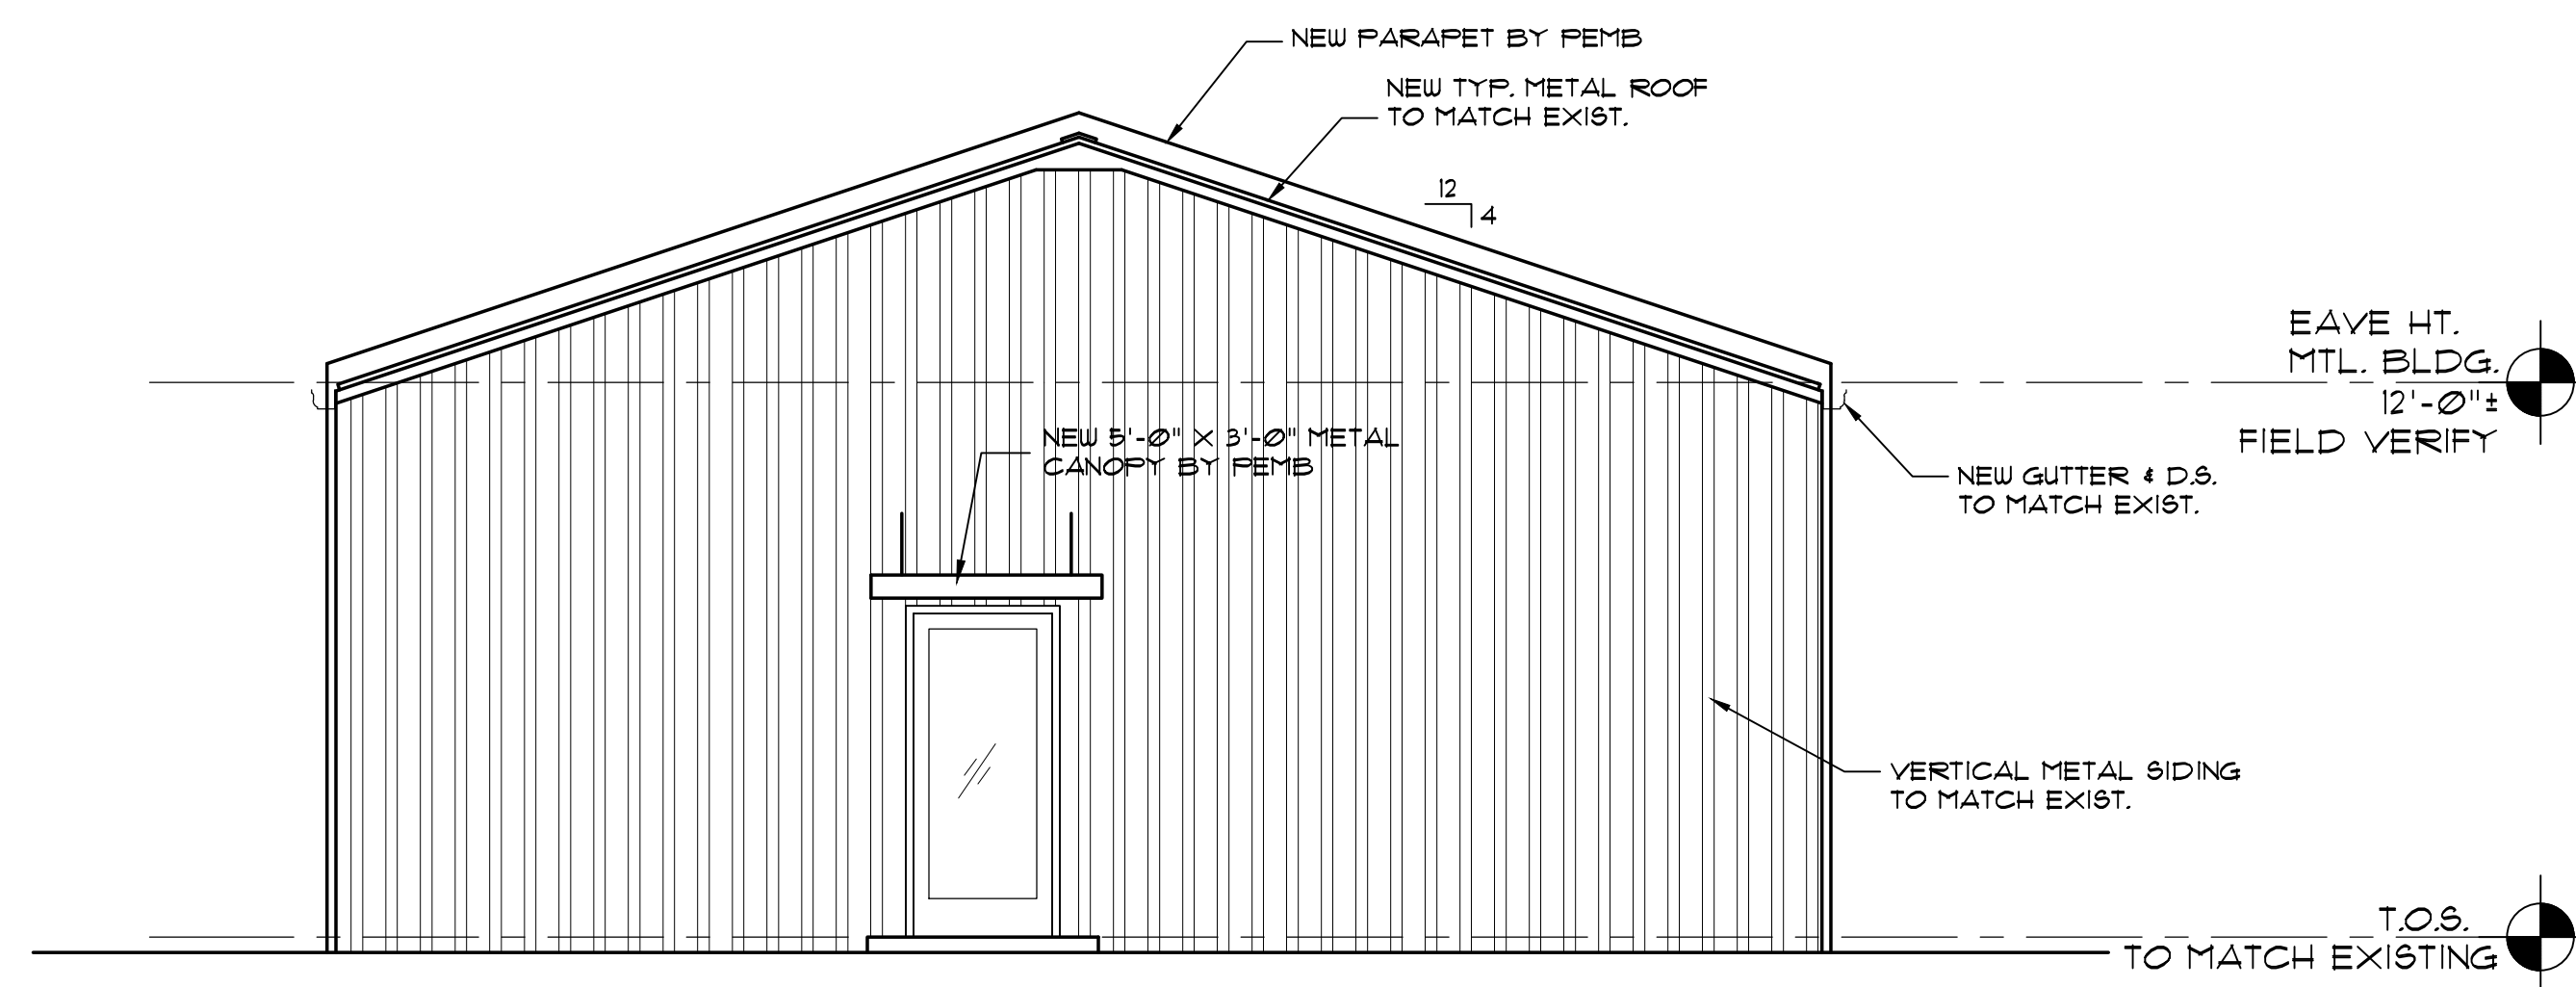 NEW PARAPET BY PEMB
NEW TYP. METAL ROOF
TO MATCH EXIST.
12
4
EAVE HT.
MTL. BLDG.
12'-0"±
FIELD VERIFY
NEW 5'-0" X 3'-0" METAL
CANOPY BY PEMB
NEW GUTTER & D.S.
TO MATCH EXIST.
VERTICAL METAL SIDING
TO MATCH EXIST.
T.O.S.
TO MATCH EXISTING